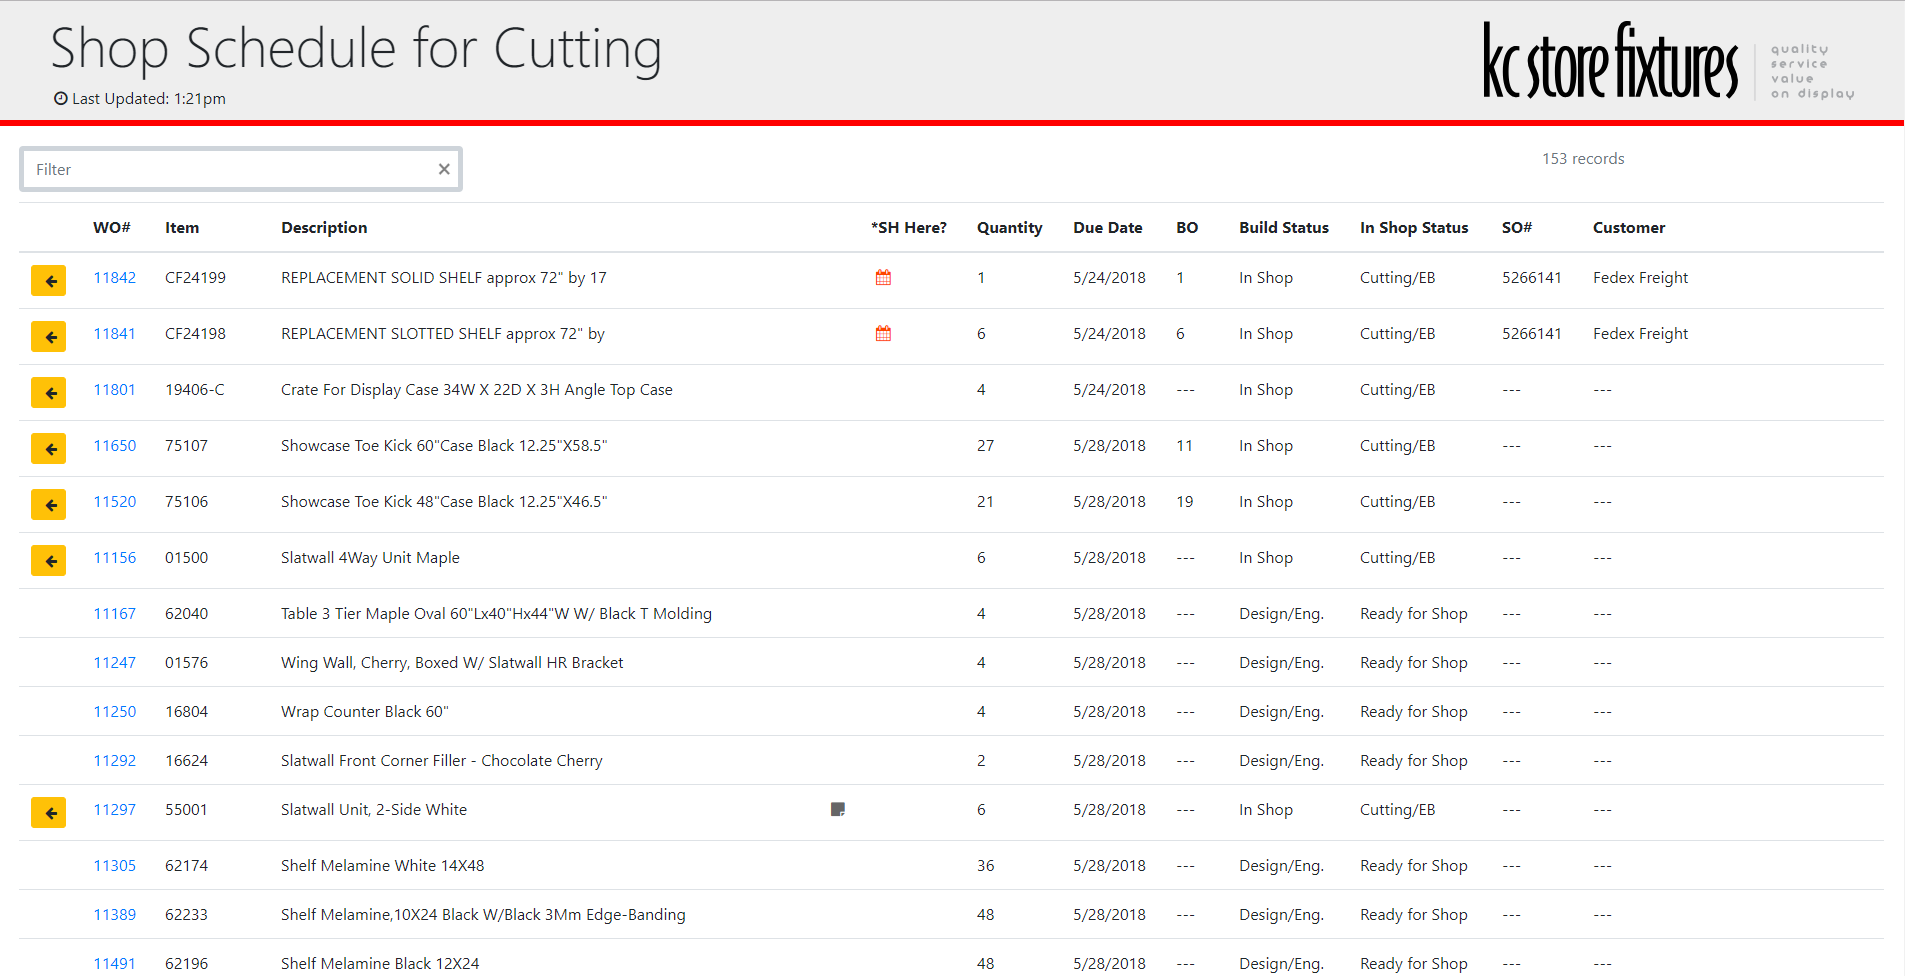 Shop Schedule for Cutting
Last Updated: 1:21pm
kc store fixtures
quality
service
value
on display
Filter
153 records
WO# Item Description *SH Here? Quantity Due Date BO Build Status In Shop Status SO# Customer
11842 CF24199 REPLACEMENT SOLID SHELF approx 72" by 17 1 5/24/2018 1 In Shop Cutting/EB 5266141 Fedex Freight
11841 CF24198 REPLACEMENT SLOTTED SHELF approx 72" by 6 5/24/2018 6 In Shop Cutting/EB 5266141 Fedex Freight
11801 19406-C Crate For Display Case 34W X 22D X 3H Angle Top Case 4 5/24/2018 --- In Shop Cutting/EB --- ---
11650 75107 Showcase Toe Kick 60"Case Black 12.25"X58.5" 27 5/28/2018 11 In Shop Cutting/EB --- ---
11520 75106 Showcase Toe Kick 48"Case Black 12.25"X46.5" 21 5/28/2018 19 In Shop Cutting/EB --- ---
11156 01500 Slatwall 4Way Unit Maple 6 5/28/2018 --- In Shop Cutting/EB --- ---
11167 62040 Table 3 Tier Maple Oval 60"Lx40"Hx44"W W/ Black T Molding 4 5/28/2018 --- Design/Eng. Ready for Shop --- ---
11247 01576 Wing Wall, Cherry, Boxed W/ Slatwall HR Bracket 4 5/28/2018 --- Design/Eng. Ready for Shop --- ---
11250 16804 Wrap Counter Black 60" 4 5/28/2018 --- Design/Eng. Ready for Shop --- ---
11292 16624 Slatwall Front Corner Filler - Chocolate Cherry 2 5/28/2018 --- Design/Eng. Ready for Shop --- ---
11297 55001 Slatwall Unit, 2-Side White 6 5/28/2018 --- In Shop Cutting/EB --- ---
11305 62174 Shelf Melamine White 14X48 36 5/28/2018 --- Design/Eng. Ready for Shop --- ---
11389 62233 Shelf Melamine,10X24 Black W/Black 3Mm Edge-Banding 48 5/28/2018 --- Design/Eng. Ready for Shop --- ---
11491 62196 Shelf Melamine Black 12X24 48 5/28/2018 --- Design/Eng. Ready for Shop --- ---